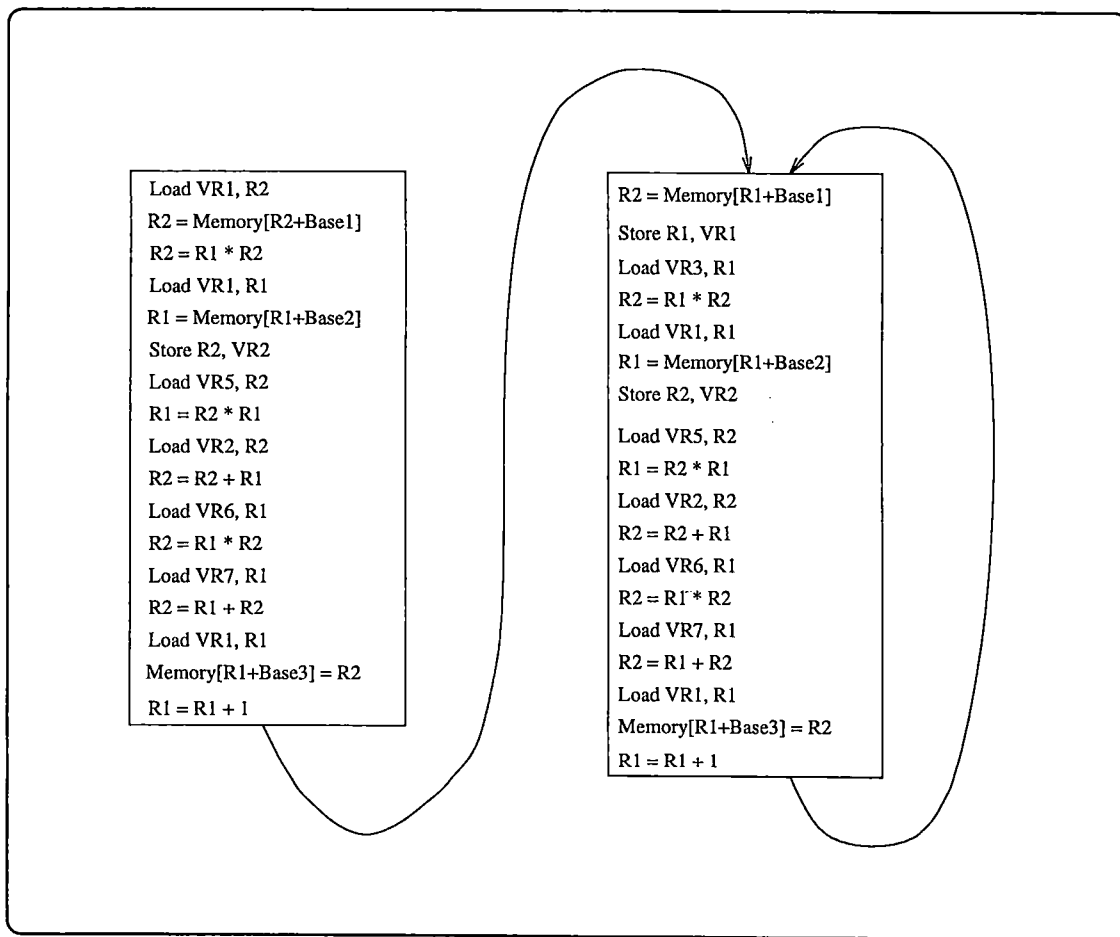 Load VR1, R2
R2 = Memory[R2+Base1]
R2 = R1 * R2
Load VR1, R1
R1 = Memory[R1+Base2]
Store R2, VR2
Load VR5, R2
R1 = R2 * R1
Load VR2, R2
R2 = R2 + R1
Load VR6, R1
R2 = R1 * R2
Load VR7, R1
R2 = R1 + R2
Load VR1, R1
Memory[R1+Base3] = R2
R1 = R1 + 1
R2 = Memory[R1+Base1]
Store R1, VR1
Load VR3, R1
R2 = R1 * R2
Load VR1, R1
R1 = Memory[R1+Base2]
Store R2, VR2
Load VR5, R2
R1 = R2 * R1
Load VR2, R2
R2 = R2 + R1
Load VR6, R1
R2 = R1 * R2
Load VR7, R1
R2 = R1 + R2
Load VR1, R1
Memory[R1+Base3] = R2
R1 = R1 + 1